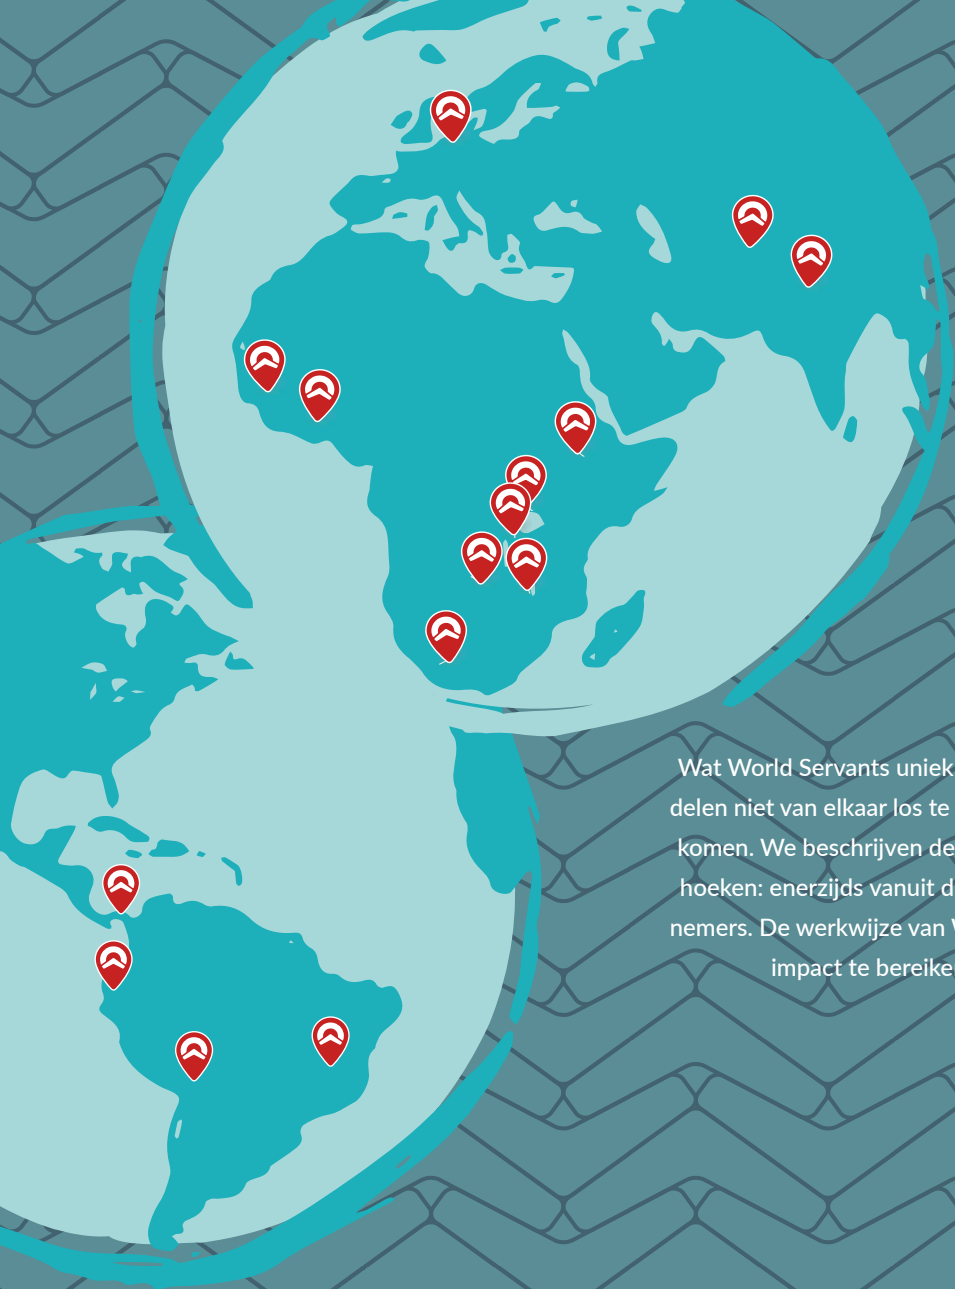 Wat World Servants uniek
delen niet van elkaar los te
komen. We beschrijven de
hoeken: enerzijds vanuit d
nemers. De werkwijze van
impact te bereike